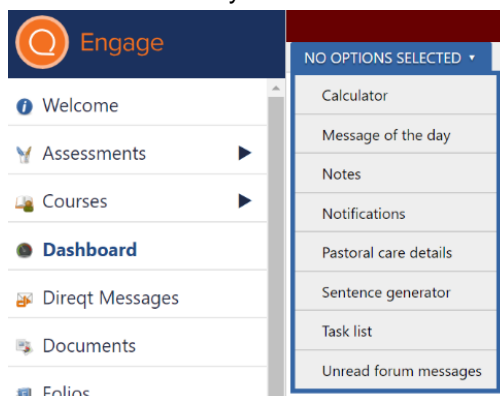 Engage
Welcome
Assessments
Courses
Dashboard
Direqt Messages
Documents
Folios
NO OPTIONS SELECTED
Calculator
Message of the day
Notes
Notifications
Pastoral care details
Sentence generator
Task list
Unread forum messages